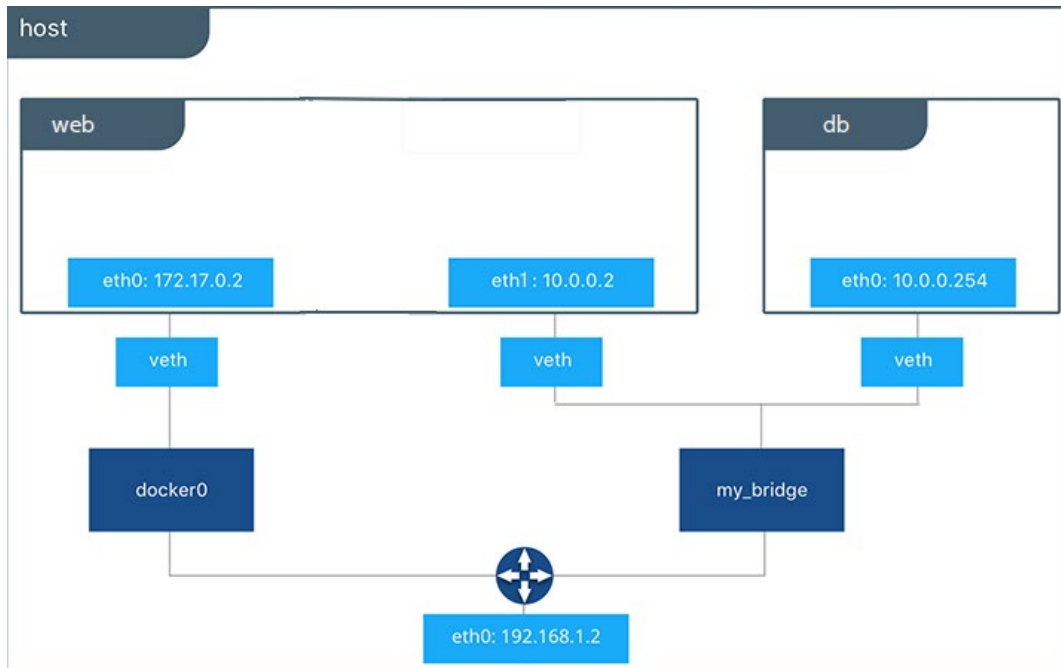 host
web
db
eth0: 172.17.0.2
eth1 : 10.0.0.2
eth0: 10.0.0.254
veth
veth
veth
docker0
my_bridge
eth0: 192.168.1.2